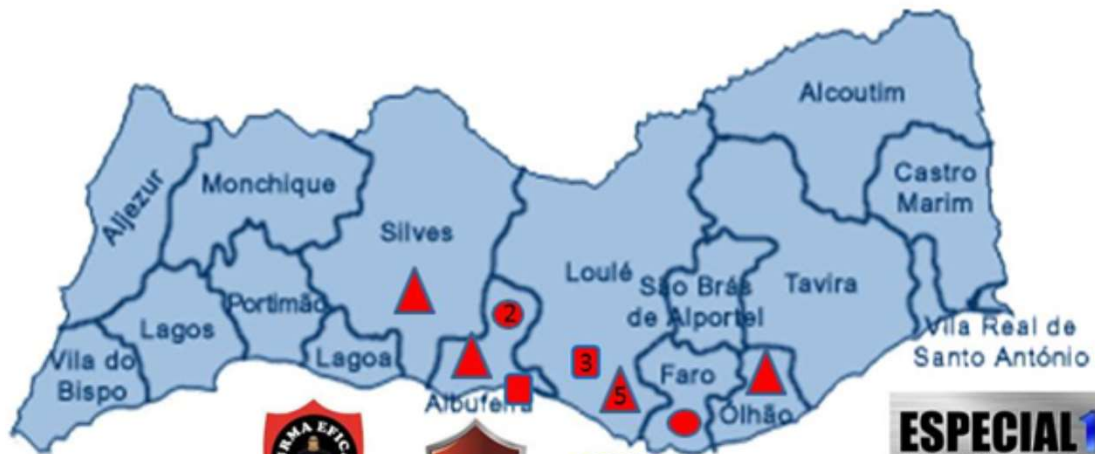 Alcoutim
Castro
Marim
Aljezur
Monchique
Silves
Loulé
São Brás
de Alportel
Tavira
Portimão
Lagos
Vila do
Bispo
Lagoa
2
3
5
Faro
Albufeira
Olhão
Vila Real de
Santo António
ESPECIAL